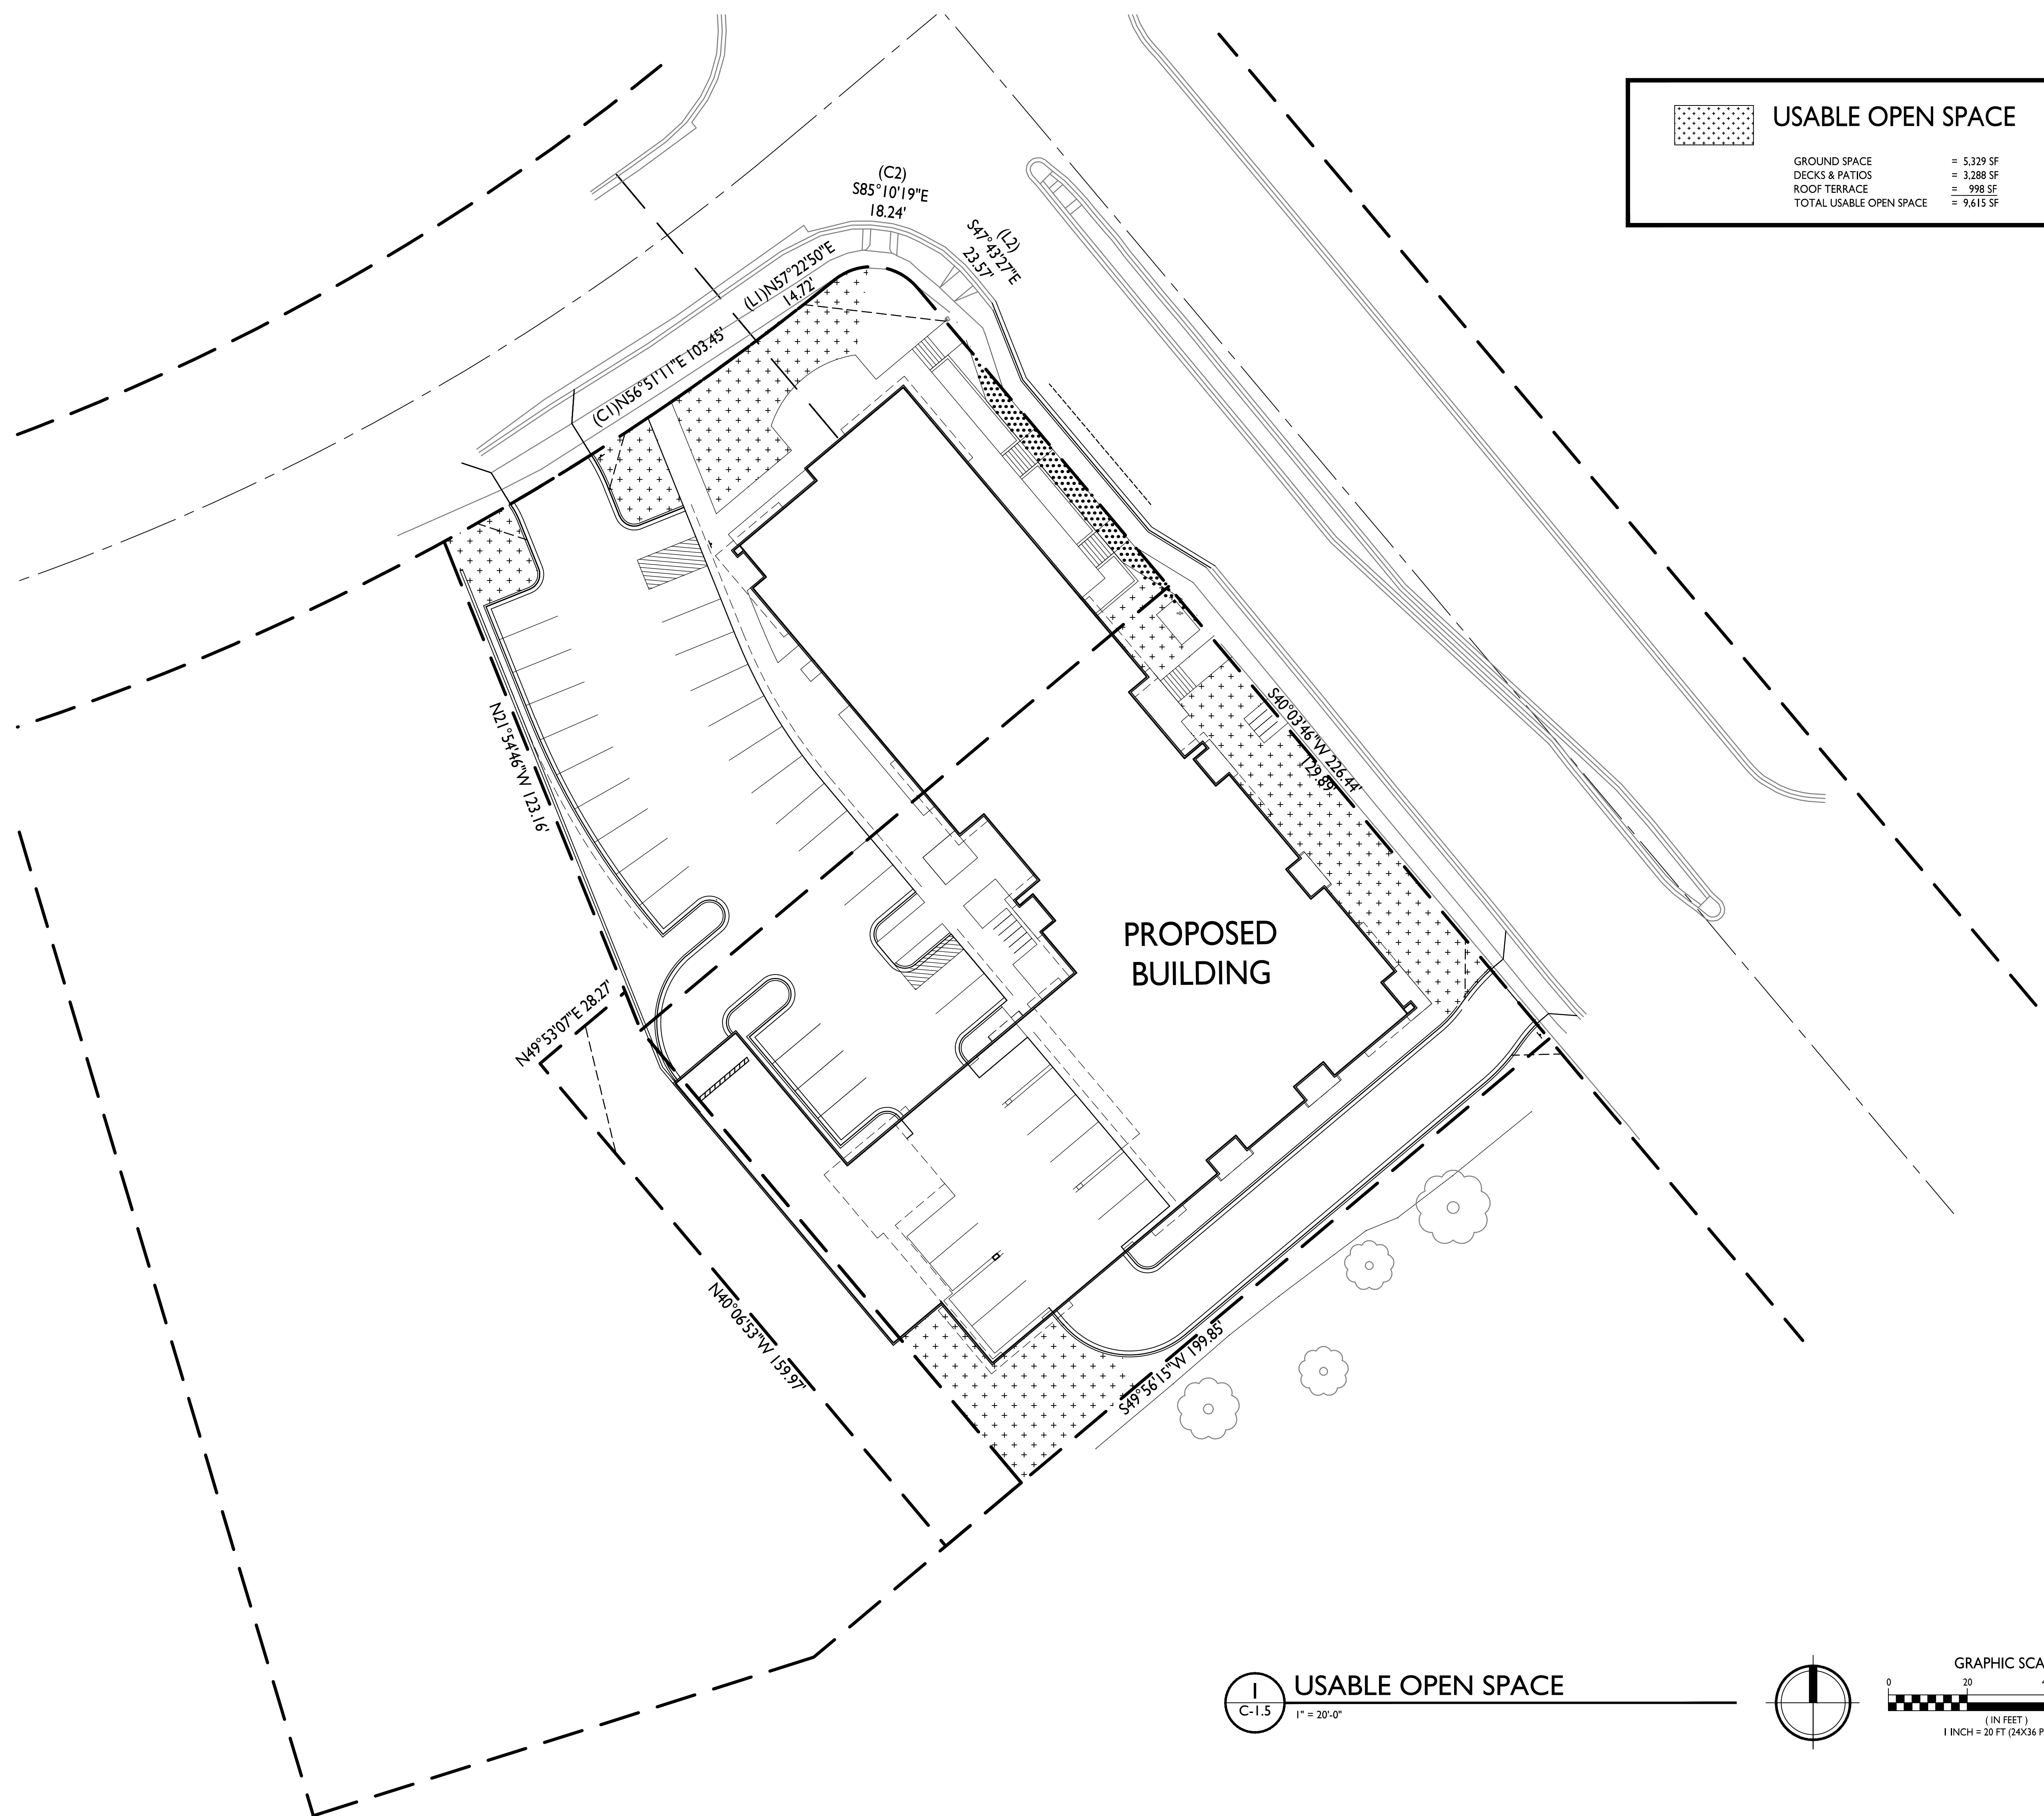 USABLE OPEN SPACE
GROUND SPACE = 5,329 SF
DECKS & PATIOS = 3,288 SF
ROOF TERRACE = 998 SF
TOTAL USABLE OPEN SPACE = 9,615 SF
(C2)
S85°10'19"E
18.24'
(L2)
S47°43'27"E
23.57'
(L1)N57°22'50"E
14.72'
(C1)N56°51'11"E 103.45'
N21°54'46"W 123.16'
S40°03'46"W 226.44'
129.89'
PROPOSED
BUILDING
N49°53'07"E 28.27'
N40°06'53"W 159.97'
S49°56'15"W 199.85'
1
C-1.5
USABLE OPEN SPACE
1" = 20'-0"
GRAPHIC SCA
0 20 4
( IN FEET )
1 INCH = 20 FT (24X36 P